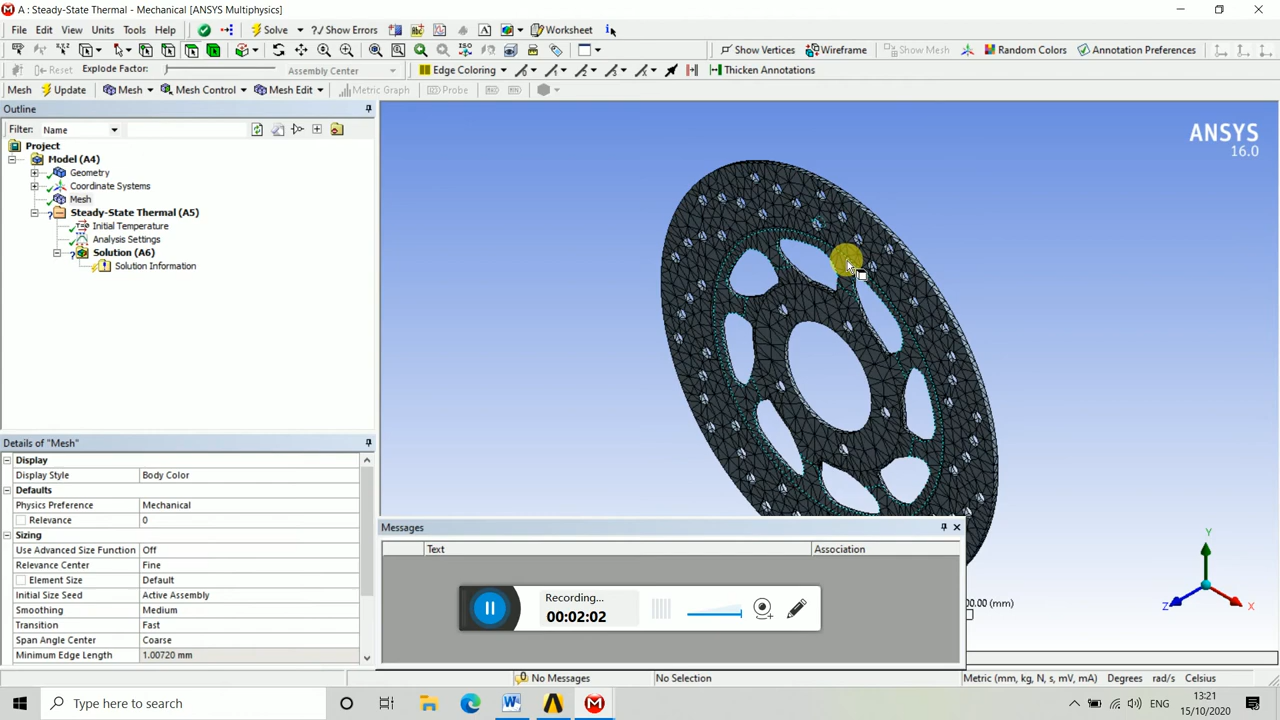 A : Steady-State Thermal - Mechanical [ANSYS Multiphysics]
File Edit View Units Tools Help Solve ?/ Show Errors Worksheet
Show Vertices Wireframe Show Mesh Random Colors Annotation Preferences
Reset Explode Factor: Assembly Center Edge Coloring Thicken Annotations
Mesh Update Mesh Mesh Control Mesh Edit Metric Graph Probe
Outline
Filter: Name
Project
Model (A4)
Geometry
Coordinate Systems
Mesh
Steady-State Thermal (A5)
Initial Temperature
Analysis Settings
Solution (A6)
Solution Information
ANSYS
16.0
Details of "Mesh"
Display
Display Style Body Color
Defaults
Physics Preference Mechanical
Relevance 0
Sizing
Use Advanced Size Function Off
Relevance Center Fine
Element Size Default
Initial Size Seed Active Assembly
Smoothing Medium
Transition Fast
Span Angle Center Coarse
Minimum Edge Length 1.00720 mm
Messages
Text Association
Recording...
00:02:02
00.00 (mm)
Y
Z
X
No Messages No Selection Metric (mm, kg, N, s, mV, mA) Degrees rad/s Celsius
Type here to search
ENG
13:21
15/10/2020